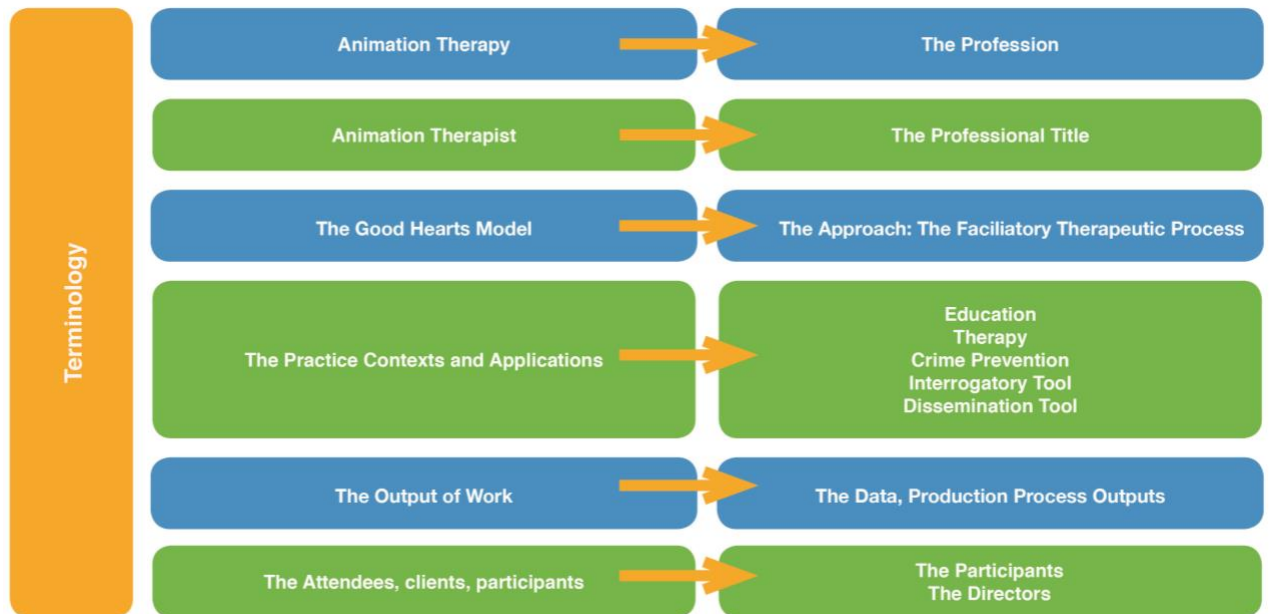 Terminology
Animation Therapy
The Profession
Animation Therapist
The Professional Title
The Good Hearts Model
The Approach: The Faciliatory Therapeutic Process
The Practice Contexts and Applications
Education
Therapy
Crime Prevention
Interrogatory Tool
Dissemination Tool
The Output of Work
The Data, Production Process Outputs
The Attendees, clients, participants
The Participants
The Directors